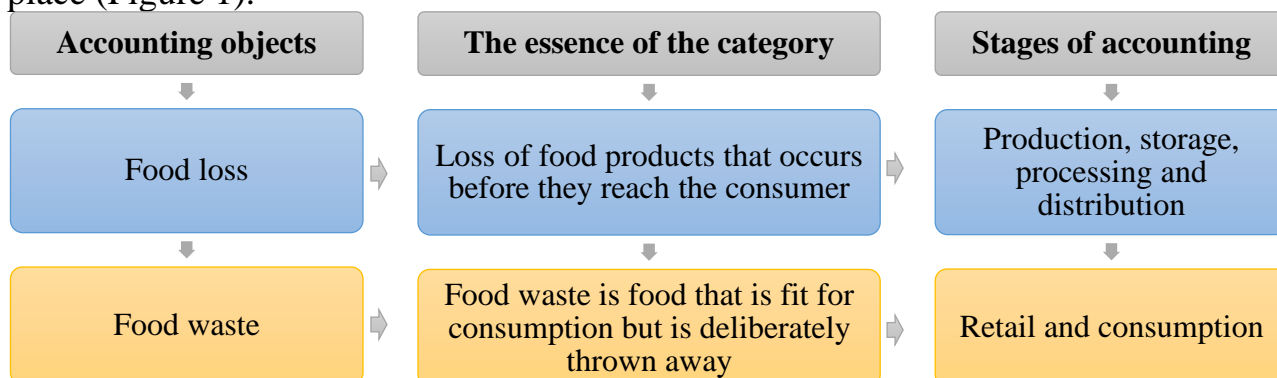 place (Figure 1).
Accounting objects
The essence of the category
Stages of accounting
Food loss
Loss of food products that occurs
before they reach the consumer
Production, storage,
processing and
distribution
Food waste
Food waste is food that is fit for
consumption but is deliberately
thrown away
Retail and consumption